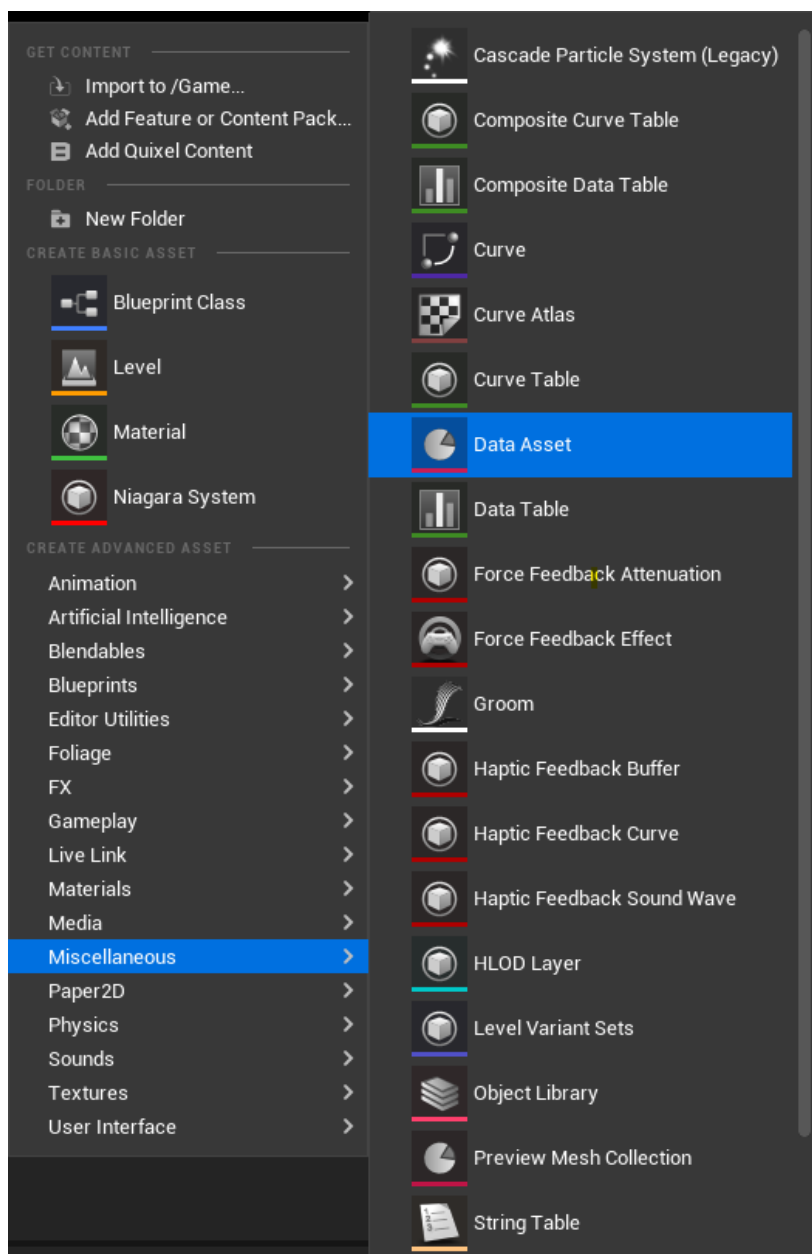 GET CONTENT
Import to /Game...
Add Feature or Content Pack...
Add Quixel Content
FOLDER
New Folder
CREATE BASIC ASSET
Blueprint Class
Level
Material
Niagara System
CREATE ADVANCED ASSET
Animation
Artificial Intelligence
Blendables
Blueprints
Editor Utilities
Foliage
FX
Gameplay
Live Link
Materials
Media
Miscellaneous
Paper2D
Physics
Sounds
Textures
User Interface
Cascade Particle System (Legacy)
Composite Curve Table
Composite Data Table
Curve
Curve Atlas
Curve Table
Data Asset
Data Table
Force Feedback Attenuation
Force Feedback Effect
Groom
Haptic Feedback Buffer
Haptic Feedback Curve
Haptic Feedback Sound Wave
HLOD Layer
Level Variant Sets
Object Library
Preview Mesh Collection
String Table